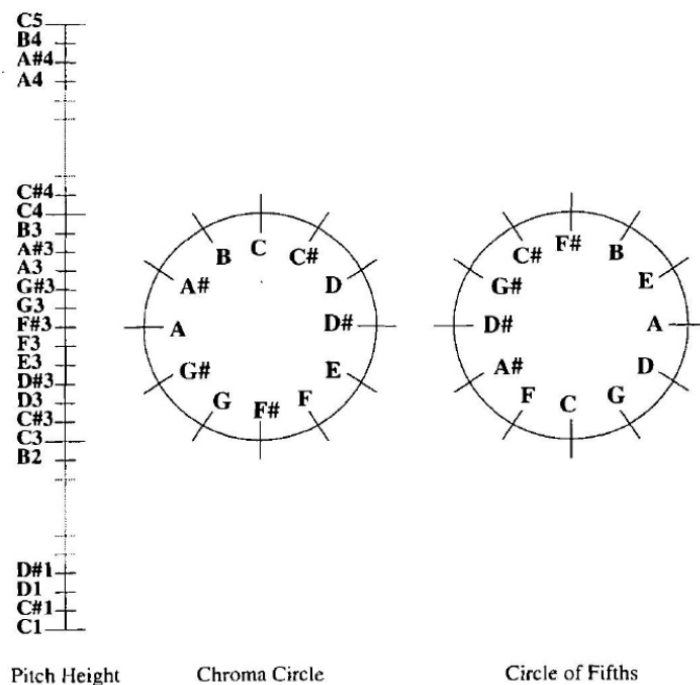 C5
B4
A#4
A4
C#4
C4
B3
A#3
A3
G#3
G3
F#3
F3
E3
D#3
D3
C#3
C3
B2
D#1
D1
C#1
C1
Pitch Height
C
C#
D
D#
E
F
F#
G
G#
A
A#
B
Chroma Circle
F#
B
E
A
D
G
C
F
A#
D#
G#
C#
Circle of Fifths